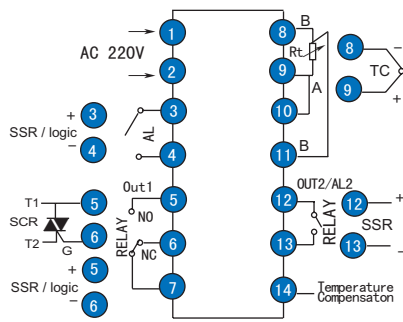 1
AC 220V
2
3
+
3
SSR / logic
AL
4
−
4
Out1
T1
5
5
NO
SCR
RELAY
T2
G
6
NC
6
+
5
SSR / logic
7
−
6
8
B
Rt
9
A
10
B
11
8
−
TC
9
+
OUT2/AL2
12
RELAY
12
+
SSR
13
13
−
14
Temperature
Compensaton